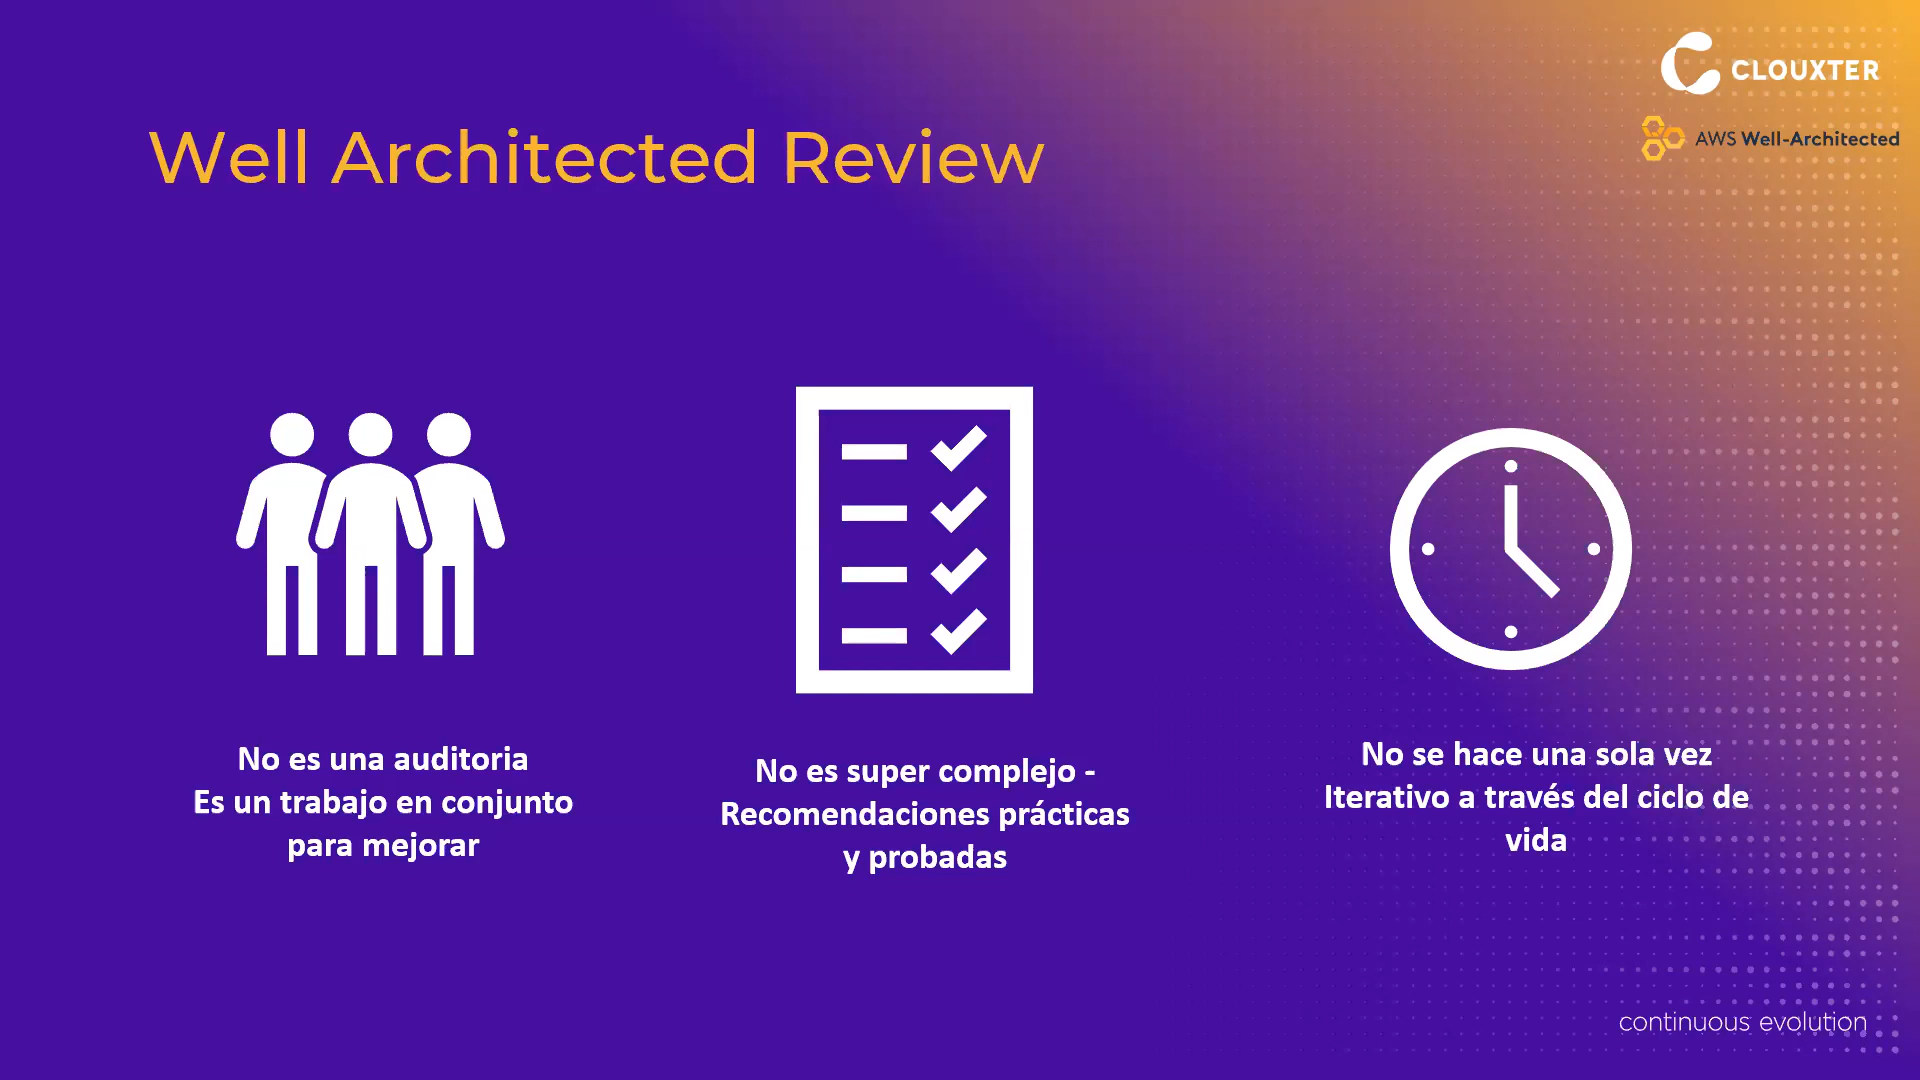 CLOUXTER
AWS Well-Architected
Well Architected Review
No es una auditoria
Es un trabajo en conjunto
para mejorar
No es super complejo -
Recomendaciones prácticas
y probadas
No se hace una sola vez
Iterativo a través del ciclo de
vida
continuous evolution